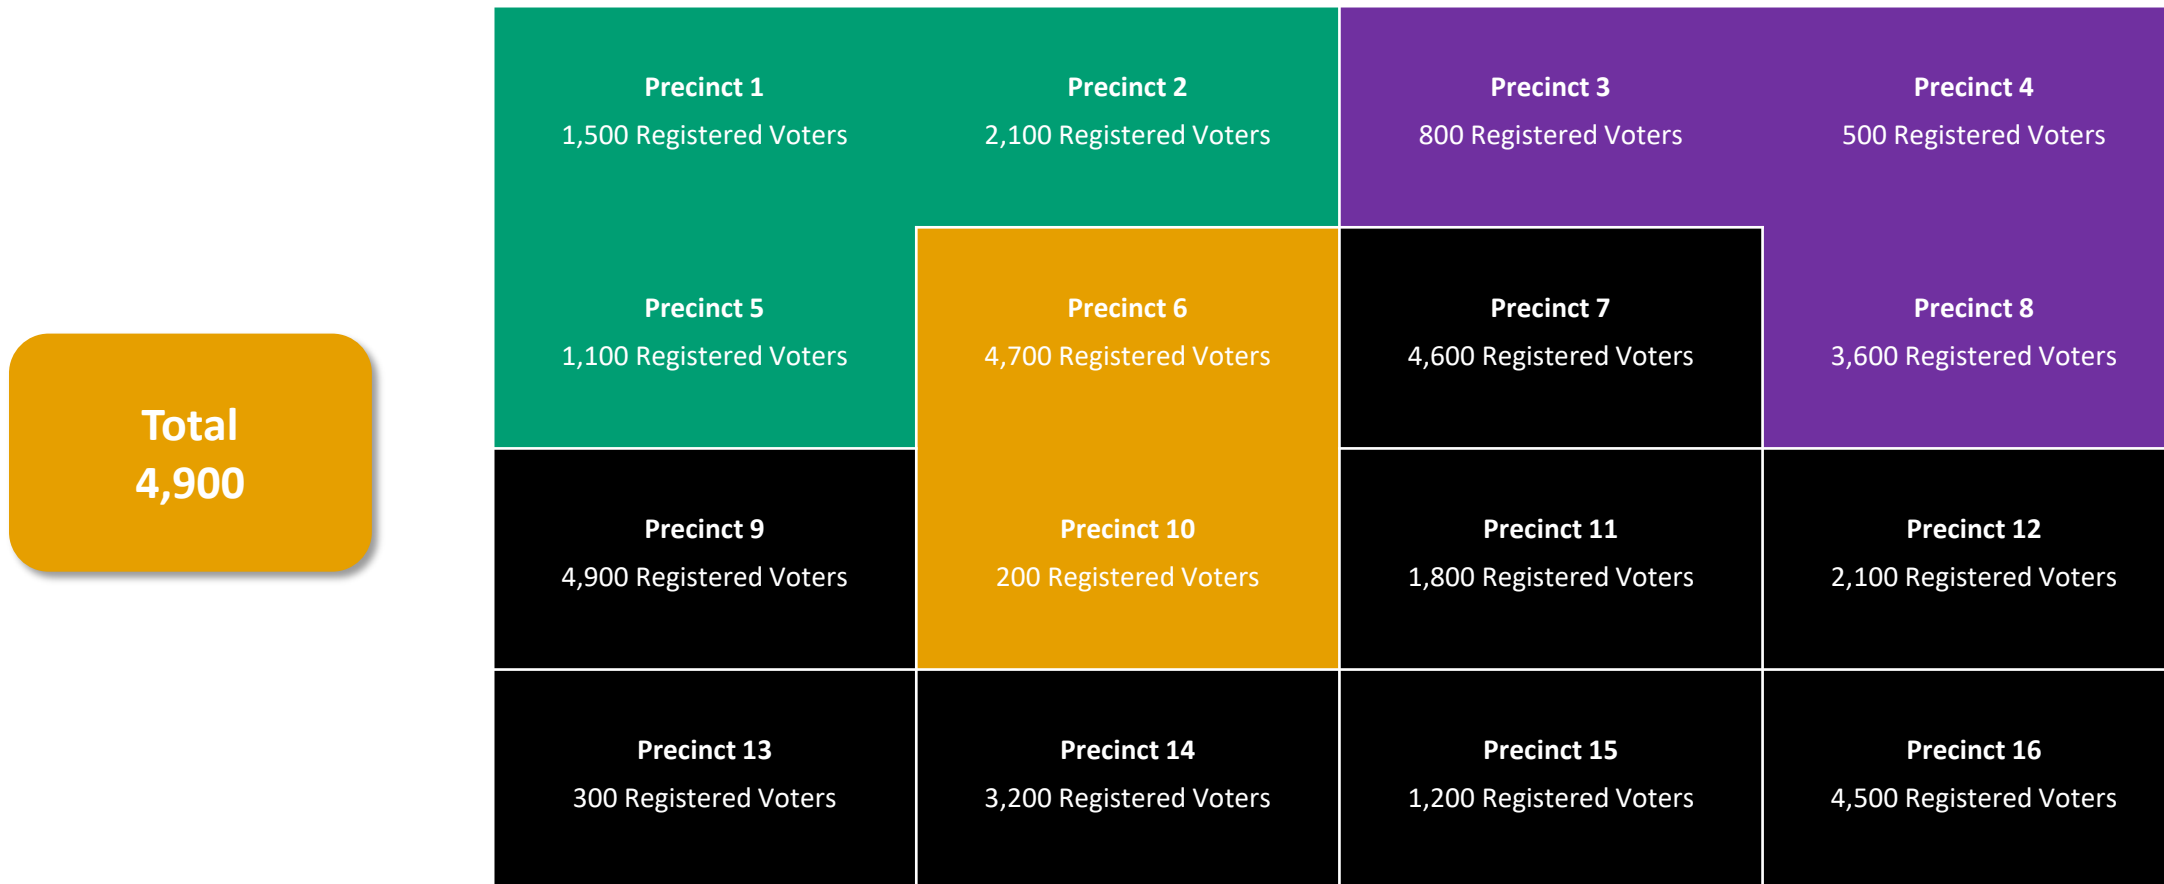 Total
4,900
Precinct 1
1,500 Registered Voters
Precinct 2
2,100 Registered Voters
Precinct 3
800 Registered Voters
Precinct 4
500 Registered Voters
Precinct 5
1,100 Registered Voters
Precinct 6
4,700 Registered Voters
Precinct 7
4,600 Registered Voters
Precinct 8
3,600 Registered Voters
Precinct 9
4,900 Registered Voters
Precinct 10
200 Registered Voters
Precinct 11
1,800 Registered Voters
Precinct 12
2,100 Registered Voters
Precinct 13
300 Registered Voters
Precinct 14
3,200 Registered Voters
Precinct 15
1,200 Registered Voters
Precinct 16
4,500 Registered Voters